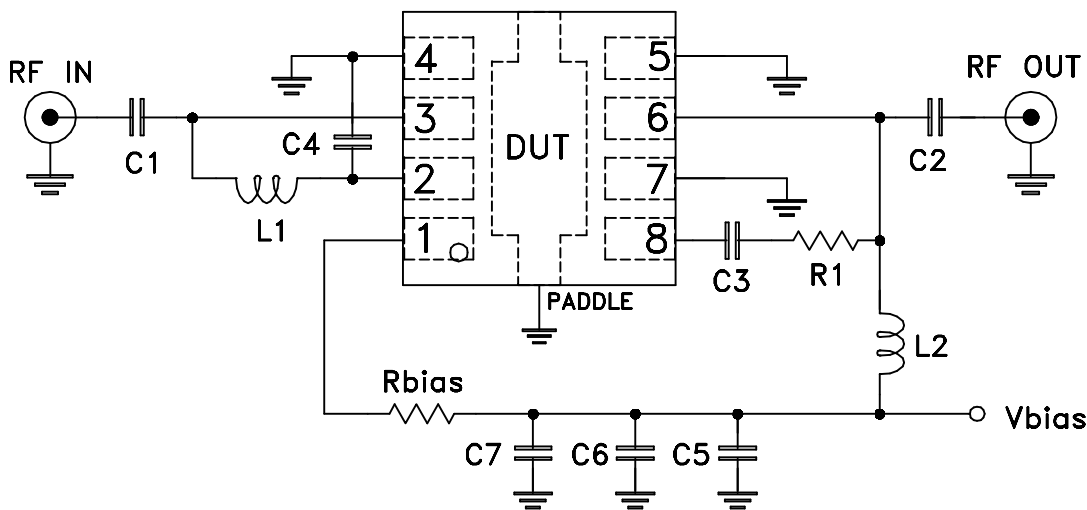 RF IN
C1
L1
C4
4
3
2
1
DUT
5
6
7
8
PADDLE
C3
R1
C2
RF OUT
L2
Rbias
C7
C6
C5
Vbias